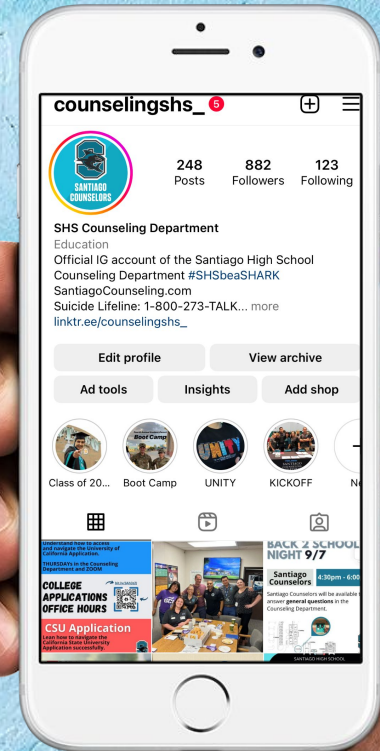 counselingshs_ 5
SANTIAGO
COUNSELORS
248 882 123
Posts Followers Following
SHS Counseling Department
Education
Official IG account of the Santiago High School
Counseling Department #SHSbeaSHARK
SantiagoCounseling.com
Suicide Lifeline: 1-800-273-TALK... more
linktr.ee/counselingshs_
Edit profile View archive
Ad tools Insights Add shop
Boot Camp
UNITY
Class of 20... Boot Camp UNITY KICKOFF Ne
Understand how to access
and navigate the University of
California Application.
THURSDAYs in the Counseling
Department and ZOOM
COLLEGE
APPLICATIONS
OFFICE HOURS
CSU Application
Lean how to navigate the
California State University
Application successfully.
BACK 2 SCHOOL
NIGHT 9/7
Santiago
Counselors
4:30pm - 6:00
Santiago Counselors will be available t
answer general questions in the
Counseling Department.
SANTIAGO HIGH SCHOOL